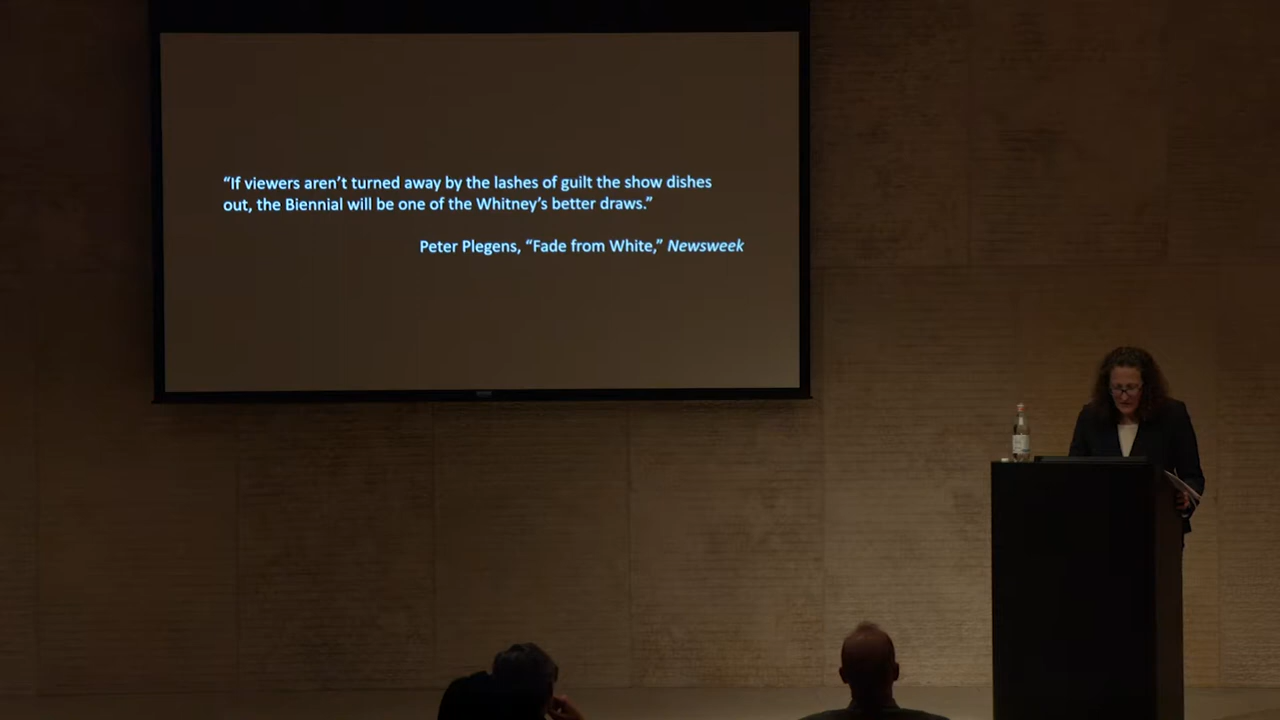 “If viewers aren’t turned away by the lashes of guilt the show dishes
out, the Biennial will be one of the Whitney’s better draws.”
Peter Plegens, “Fade from White,” Newsweek